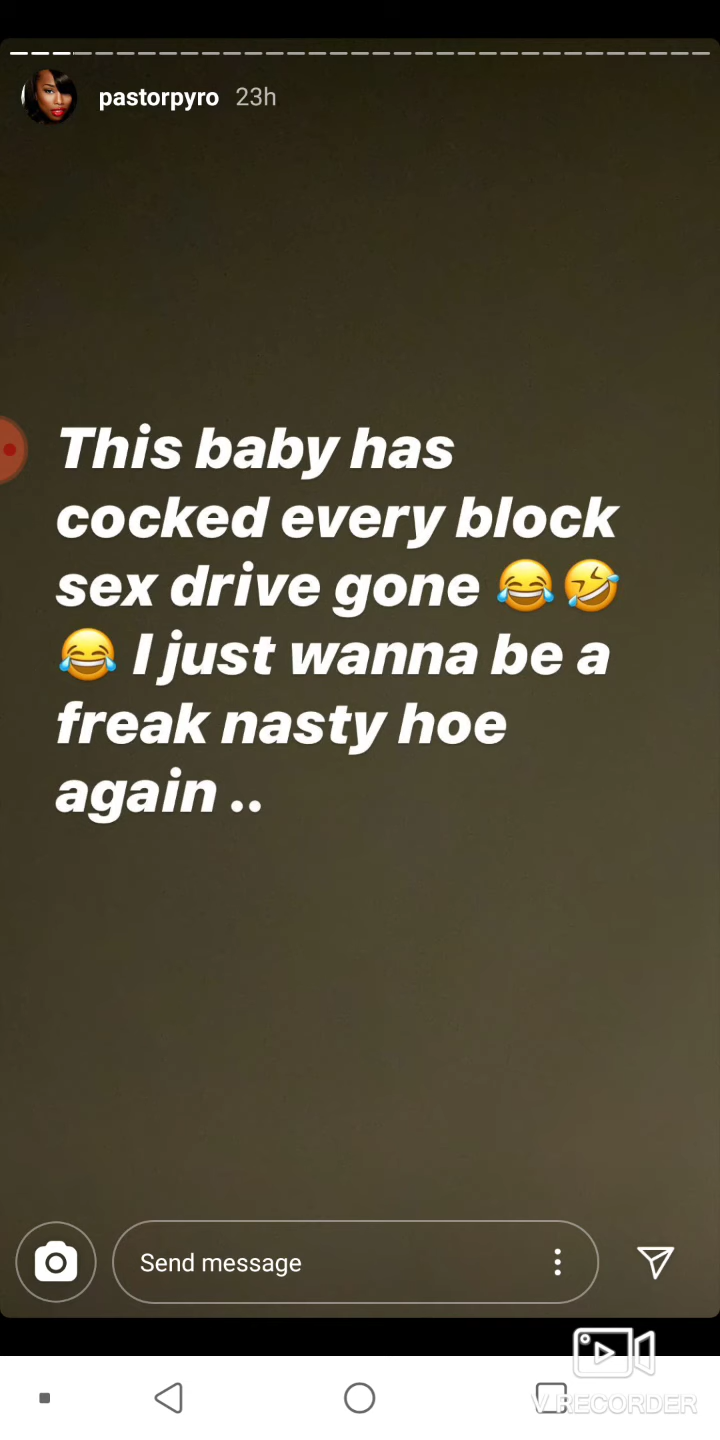 pastorpyro 23h
This baby has
cocked every block
sex drive gone 😂🤣
😂 I just wanna be a
freak nasty hoe
again ..
Send message
V RECORDER